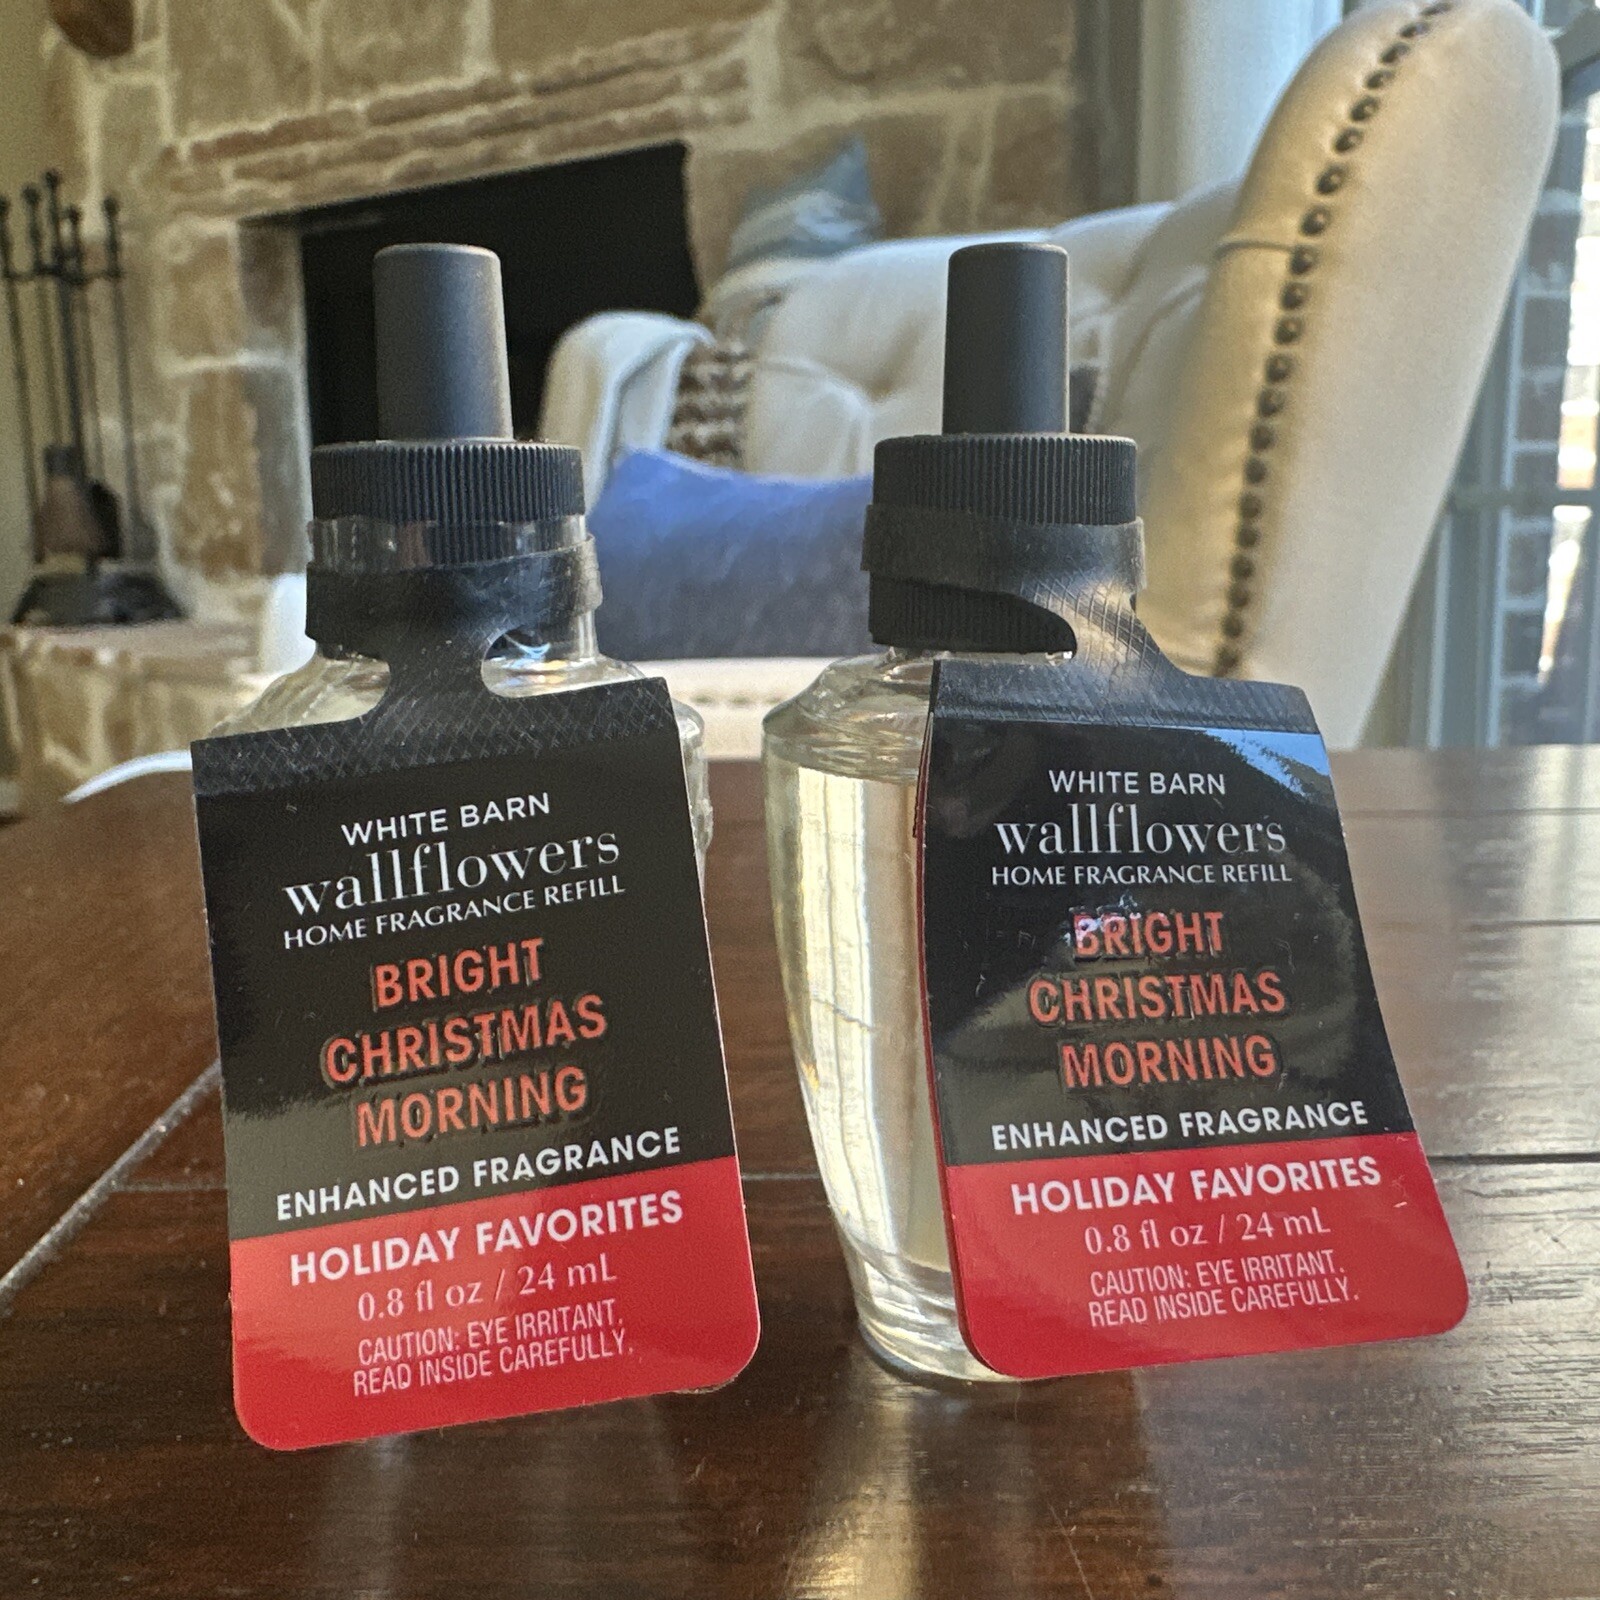 WHITE BARN
wallflowers
HOME FRAGRANCE REFILL
BRIGHT
CHRISTMAS
MORNING
ENHANCED FRAGRANCE
HOLIDAY FAVORITES
0.8 fl oz / 24 mL
CAUTION: EYE IRRITANT.
READ INSIDE CAREFULLY.
WHITE BARN
wallflowers
HOME FRAGRANCE REFILL
BRIGHT
CHRISTMAS
MORNING
ENHANCED FRAGRANCE
HOLIDAY FAVORITES
0.8 fl oz / 24 mL
CAUTION: EYE IRRITANT.
READ INSIDE CAREFULLY.